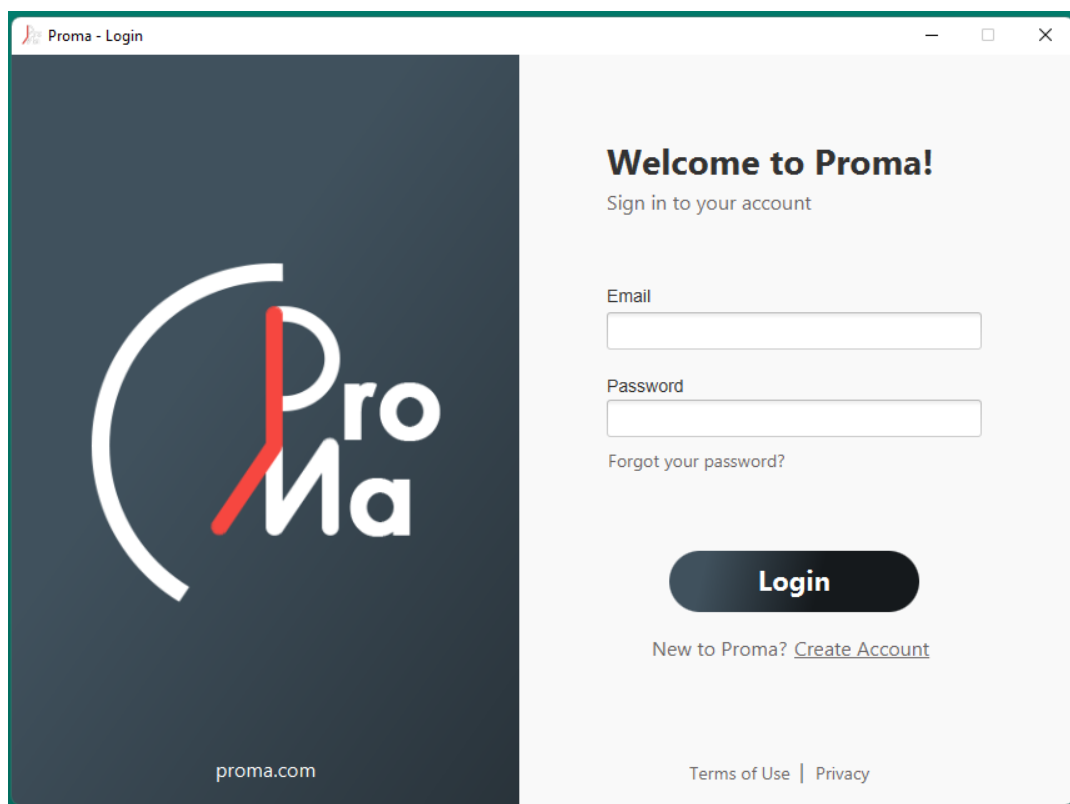 Proma - Login
Pro
Ma
proma.com
Welcome to Proma!
Sign in to your account
Email
Password
Forgot your password?
Login
New to Proma? Create Account
Terms of Use | Privacy